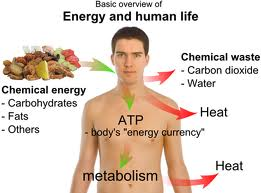 Basic overview of
Energy and human life
Chemical waste
- Carbon dioxide
- Water
Chemical energy
- Carbohydrates
- Fats
- Others
Heat
ATP
- body's "energy currency"
metabolism
Heat